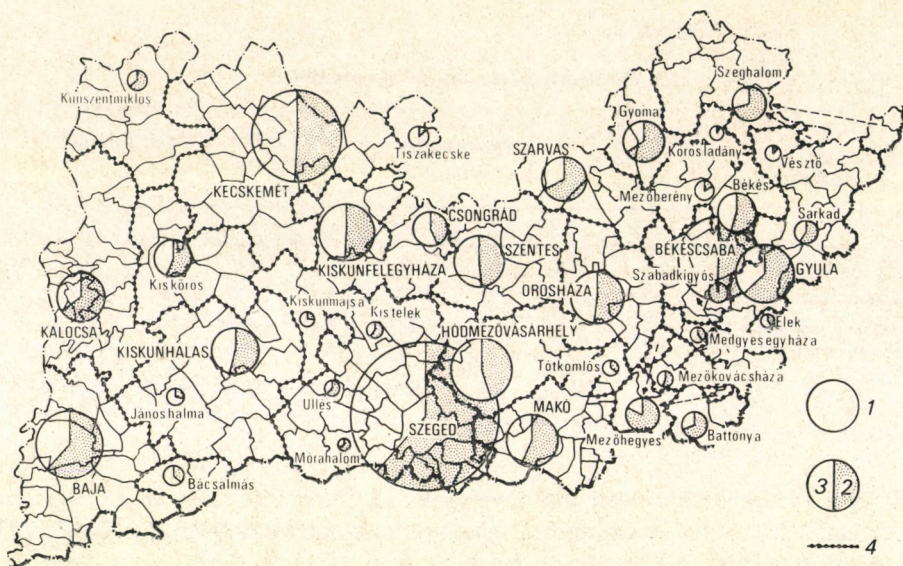 Szeghalom
Kunszentmiklós
Gyoma
Tiszakécske
SZARVAS
Körösladány
Vésztő
KECSKEMÉT
Mezőberény
Békés
CSONGRÁD
Sarkad
KISKUNFÉLEGYHÁZA
SZENTES
BÉKÉSCSABA
Kiskőrös
OROSHÁZA
Szabadkígyós
GYULA
Kiskunmajsa
Kistelek
KALOCSA
HÓDMEZŐVÁSÁRHELY
Elek
Medgyesegyháza
KISKUNHALAS
Tótkomlós
Mezőkovácsháza
Jánoshalma
Üllés
SZEGED
MAKÓ
1
Mezőhegyes
Battonya
Mórahalom
BAJA
Bácsalmás
3 2
4